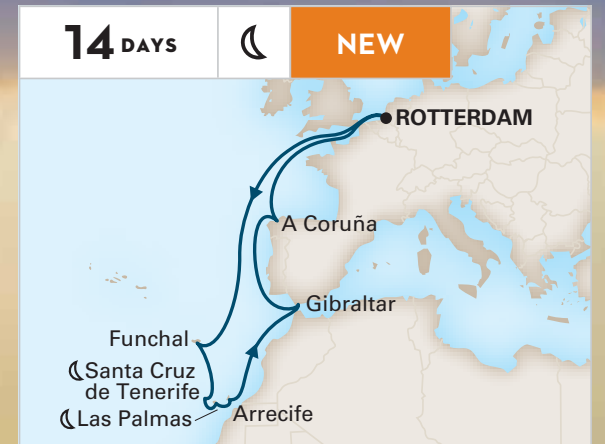 14 DAYS
NEW
ROTTERDAM
A Coruña
Gibraltar
Funchal
Santa Cruz
de Tenerife
Las Palmas
Arrecife